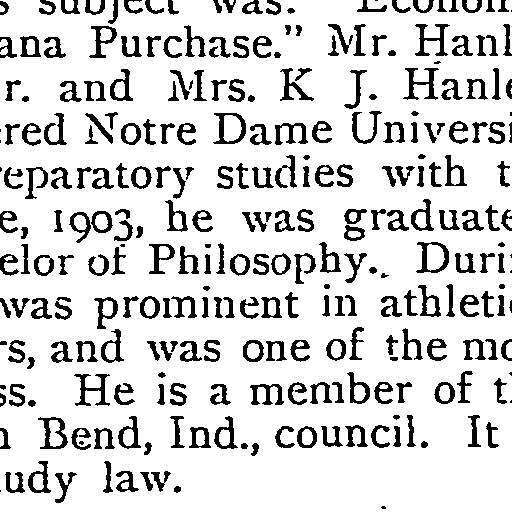 s subject was: "Econom
ana Purchase." Mr. Hanl
r. and Mrs. K J. Hanle
ered Notre Dame Universi
reparatory studies with t
e, 1903, he was graduate
elor of Philosophy.. Duri
was prominent in athleti
rs, and was one of the mo
ss. He is a member of t
n Bend, Ind., council. It
udy law.